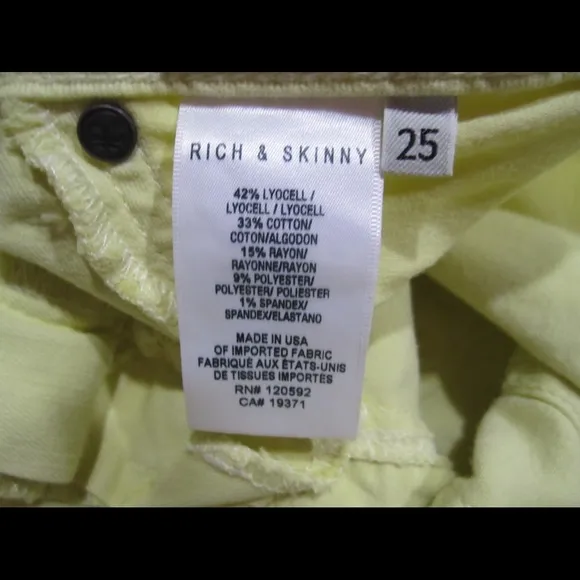 RICH & SKINNY
25
42% LYOCELL /
LYOCELL / LYOCELL
33% COTTON/
COTON/ALGODON
15% RAYON/
RAYONNE/RAYON
9% POLYESTER/
POLYESTER/ POLIESTER
1% SPANDEX/
SPANDEX/ELASTANO
MADE IN USA
OF IMPORTED FABRIC
FABRIQUÉ AUX ÉTATS-UNIS
DE TISSUES IMPORTES
RN# 120592
CA# 19371